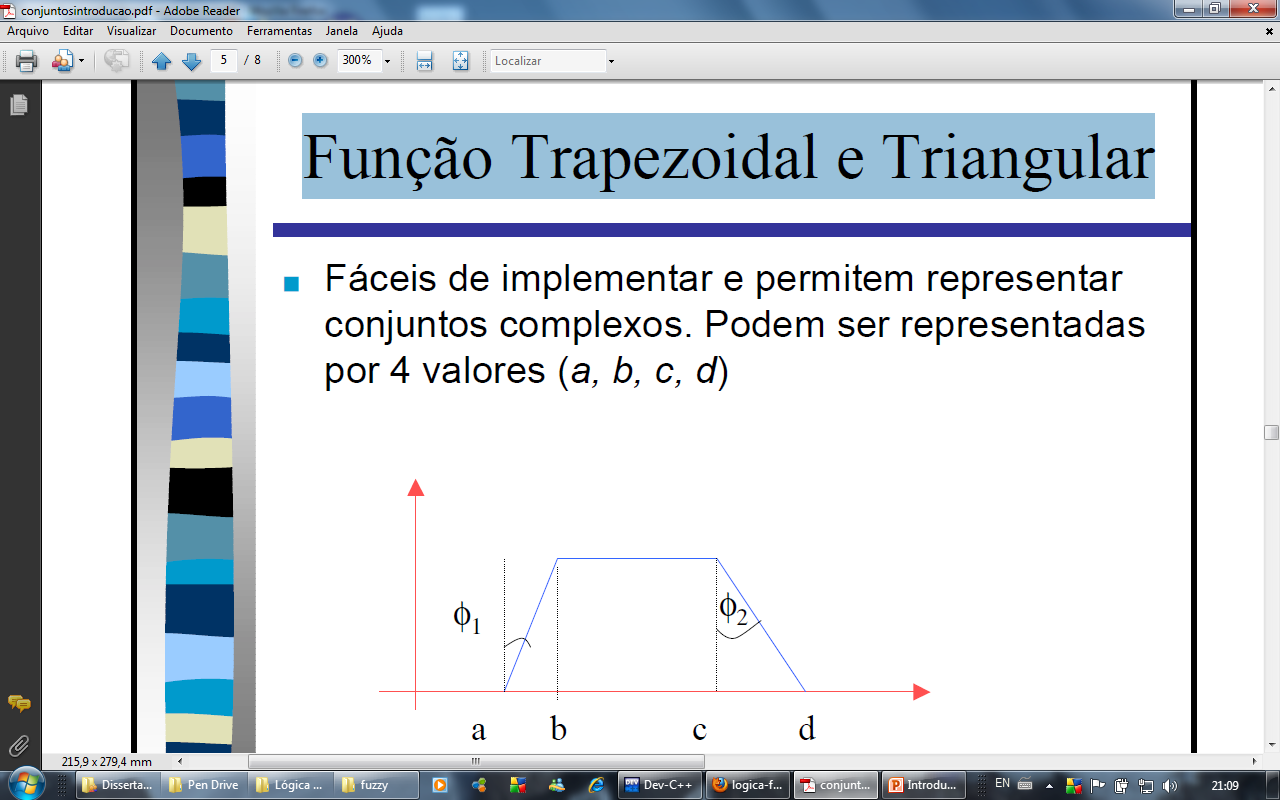 conjuntosintroducao.pdf - Adobe Reader
Arquivo Editar Visualizar Documento Ferramentas Janela Ajuda
5 / 8 300% Localizar
Função Trapezoidal e Triangular
Fáceis de implementar e permitem representar
conjuntos complexos. Podem ser representadas
por 4 valores (a, b, c, d)
ϕ1 ϕ2
a b c d
215,9 x 279,4 mm
Disserta... Pen Drive Lógica ... fuzzy Dev-C++ logica-f... conjunt... Introdu... EN 21:09